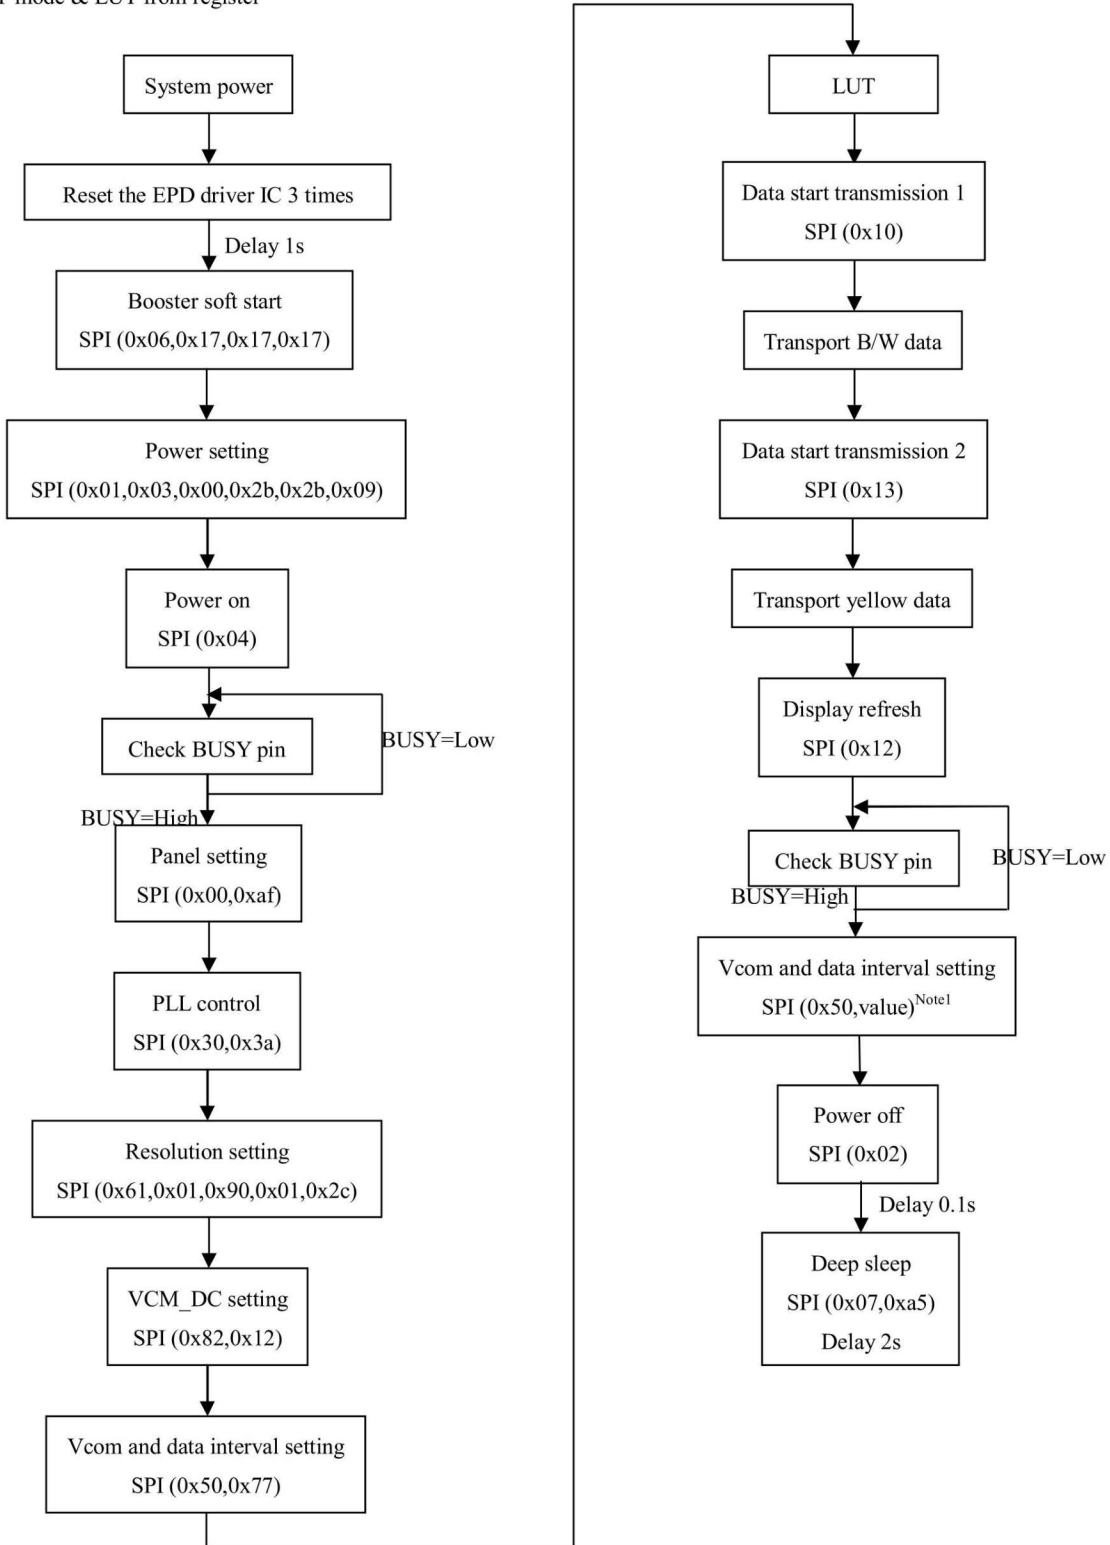 mode & LUT from register
System power
Reset the EPD driver IC 3 times
Delay 1s
Booster soft start
SPI (0x06,0x17,0x17,0x17)
Power setting
SPI (0x01,0x03,0x00,0x2b,0x2b,0x09)
Power on
SPI (0x04)
Check BUSY pin
BUSY=Low
BUSY=High
Panel setting
SPI (0x00,0xaf)
PLL control
SPI (0x30,0x3a)
Resolution setting
SPI (0x61,0x01,0x90,0x01,0x2c)
VCM_DC setting
SPI (0x82,0x12)
Vcom and data interval setting
SPI (0x50,0x77)
LUT
Data start transmission 1
SPI (0x10)
Transport B/W data
Data start transmission 2
SPI (0x13)
Transport yellow data
Display refresh
SPI (0x12)
Check BUSY pin
BUSY=Low
BUSY=High
Vcom and data interval setting
SPI (0x50,value)Note1
Power off
SPI (0x02)
Delay 0.1s
Deep sleep
SPI (0x07,0xa5)
Delay 2s